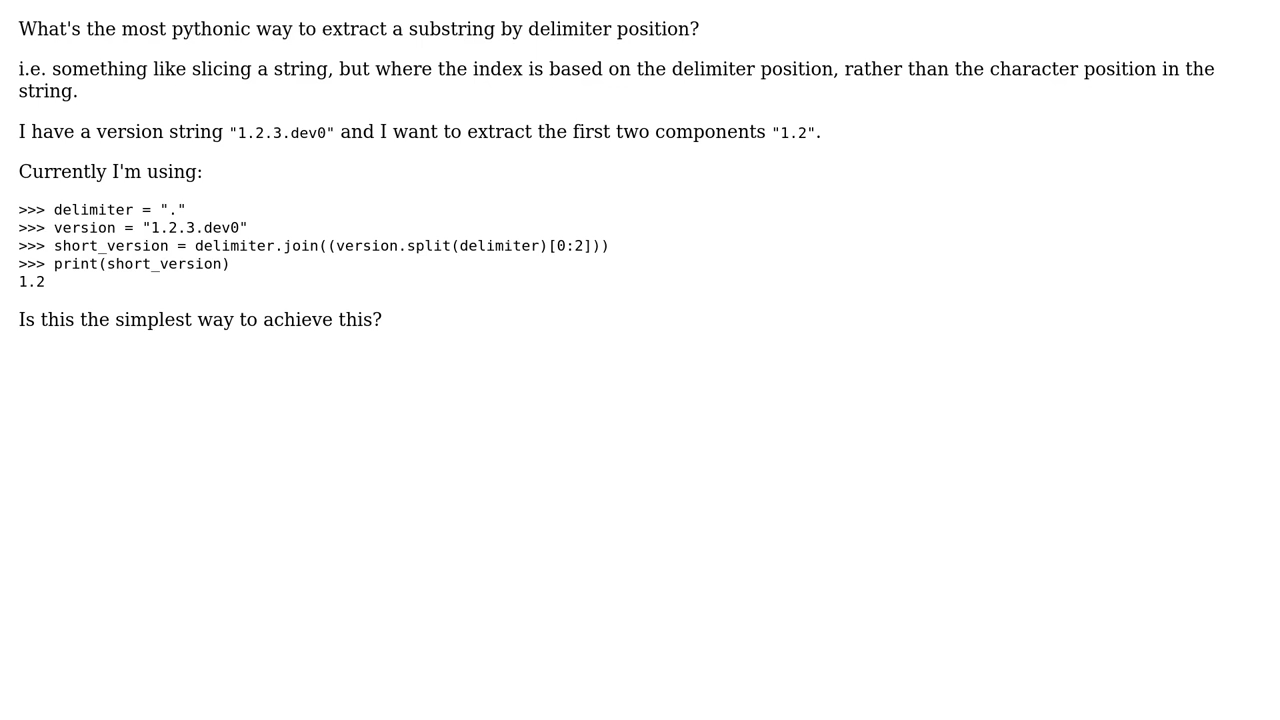 What's the most pythonic way to extract a substring by delimiter position?
i.e. something like slicing a string, but where the index is based on the delimiter position, rather than the character position in the
string.
I have a version string "1.2.3.dev0" and I want to extract the first two components "1.2".
Currently I'm using:
>>> delimiter = "."
>>> version = "1.2.3.dev0"
>>> short_version = delimiter.join((version.split(delimiter)[0:2]))
>>> print(short_version)
1.2
Is this the simplest way to achieve this?